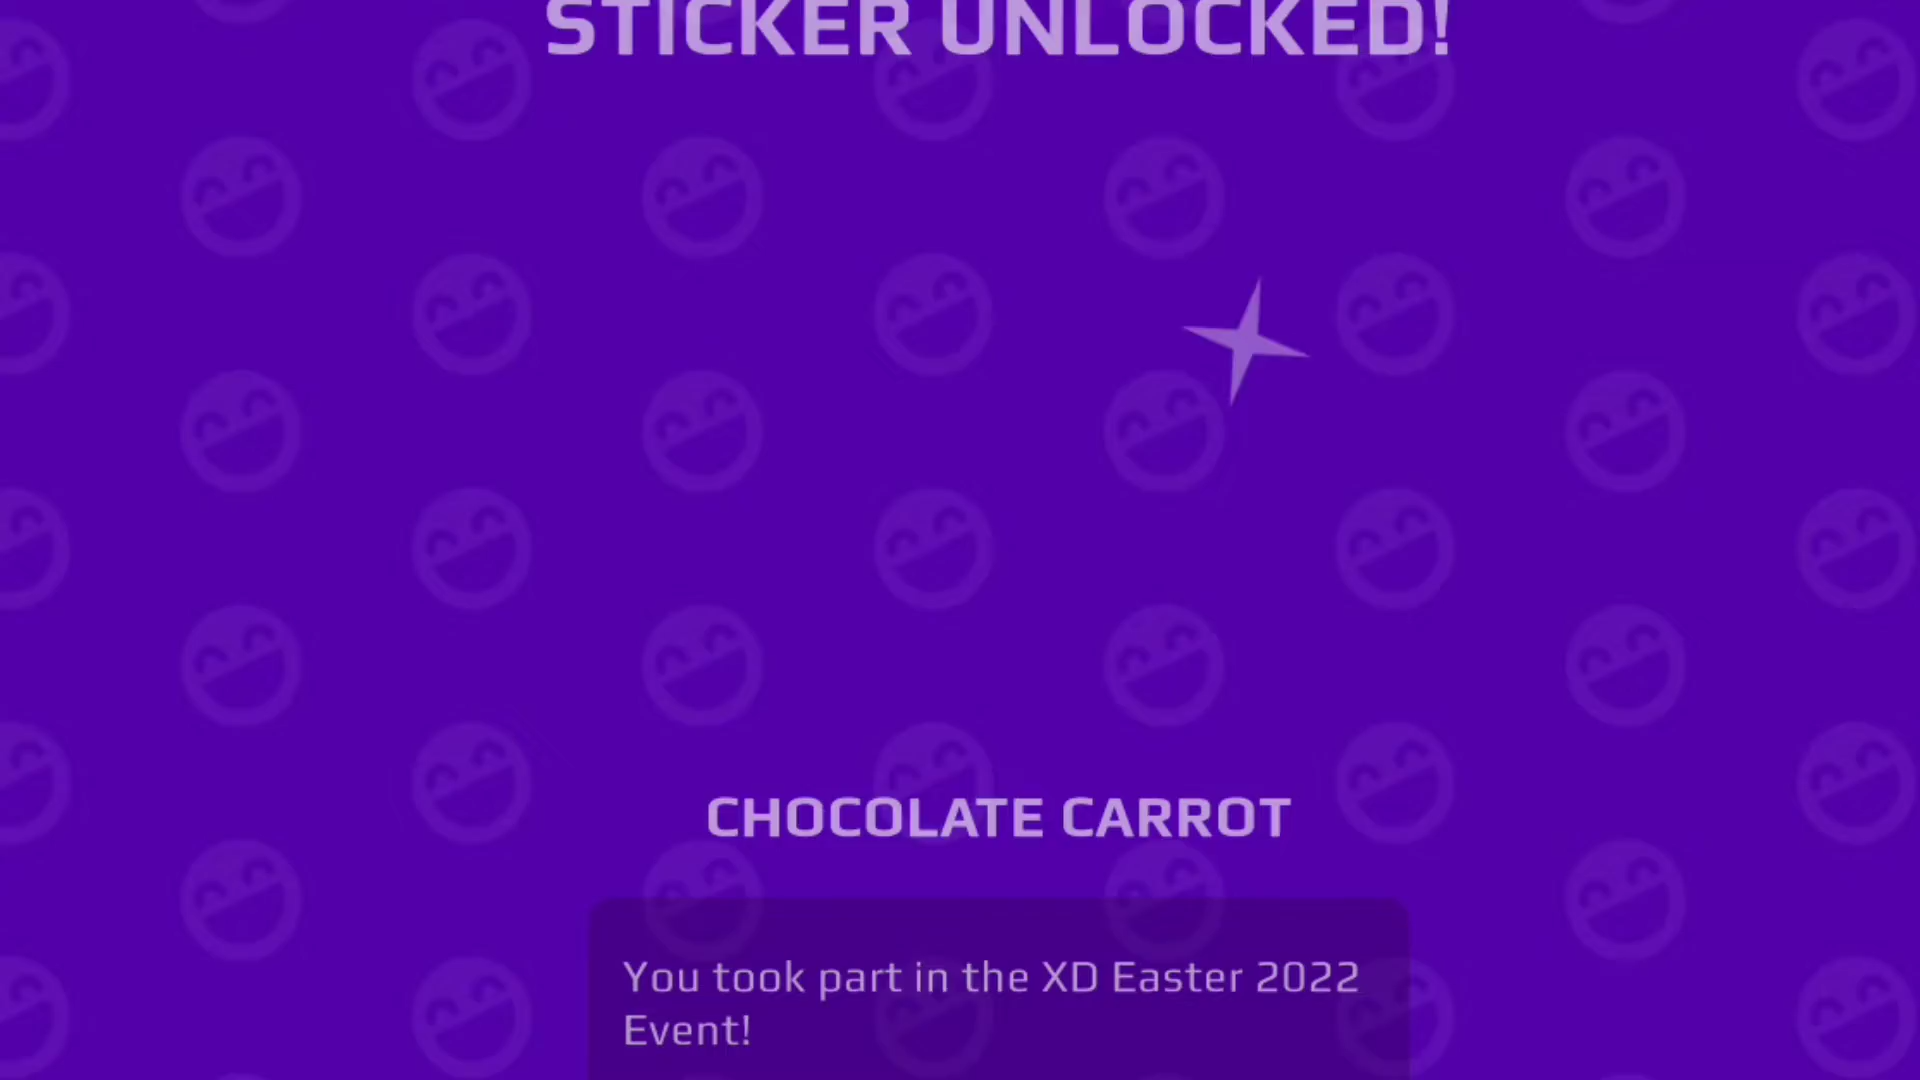 STICKER UNLOCKED!
CHOCOLATE CARROT
You took part in the XD Easter 2022
Event!